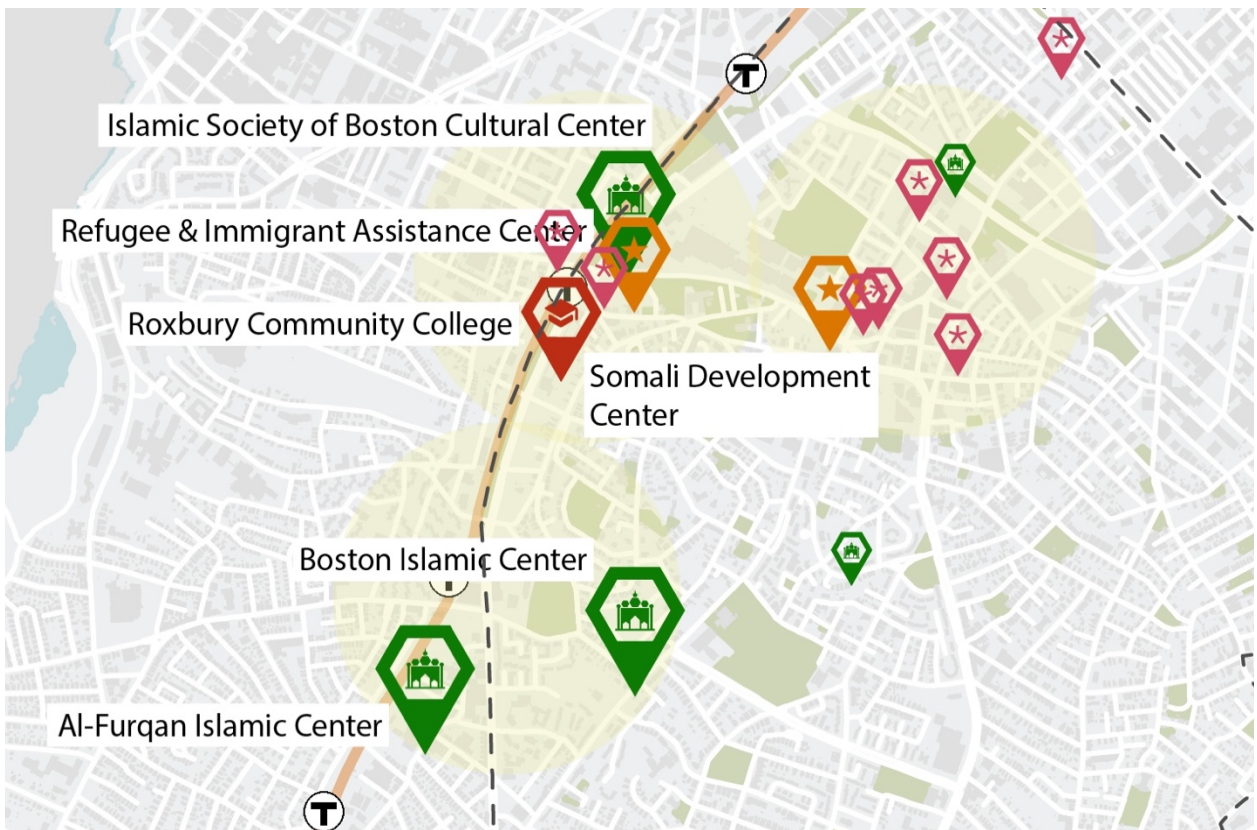 T
Islamic Society of Boston Cultural Center
Refugee & Immigrant Assistance Center
Roxbury Community College
Somali Development
Center
Boston Islamic Center
Al-Furqan Islamic Center
T